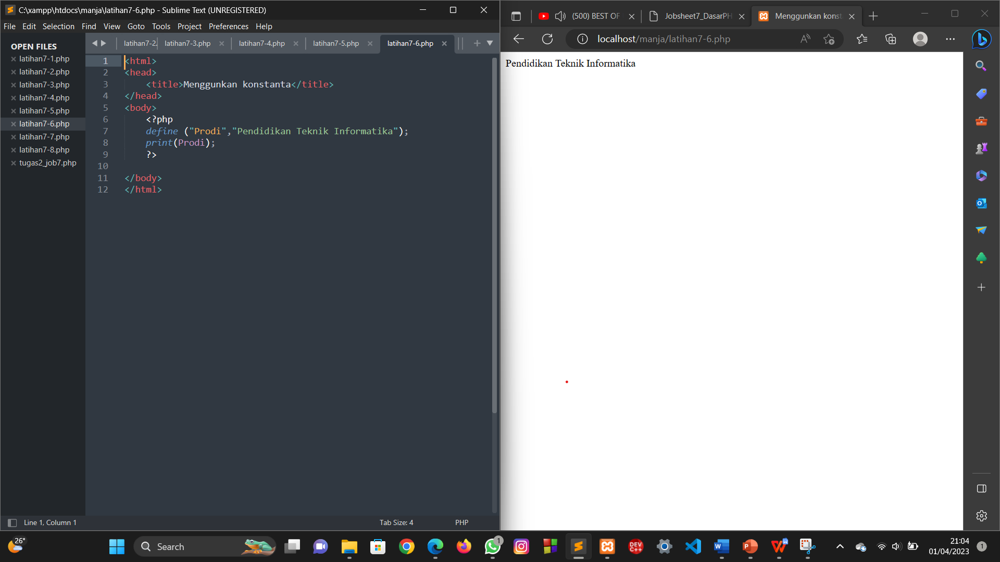 C:\xampp\htdocs\manja\latihan7-6.php - Sublime Text (UNREGISTERED)
File Edit Selection Find View Goto Tools Project Preferences Help
OPEN FILES
latihan7-1.php
latihan7-2.php
latihan7-3.php
latihan7-4.php
latihan7-5.php
latihan7-6.php
latihan7-7.php
latihan7-8.php
tugas2_job7.php
latihan7-2. latihan7-3.php latihan7-4.php latihan7-5.php latihan7-6.php
1 <html>
2 <head>
3 <title>Menggunkan konstanta</title>
4 </head>
5 <body>
6 <?php
7 define ("Prodi","Pendidikan Teknik Informatika");
8 print(Prodi);
9 ?>
10
11 </body>
12 </html>
Line 1, Column 1 Tab Size: 4 PHP
(500) BEST OF Jobsheet7_DasarPH Menggunkan konst
localhost/manja/latihan7-6.php
Pendidikan Teknik Informatika
26°
Search
DEV C++
1
21:04
01/04/2023
1